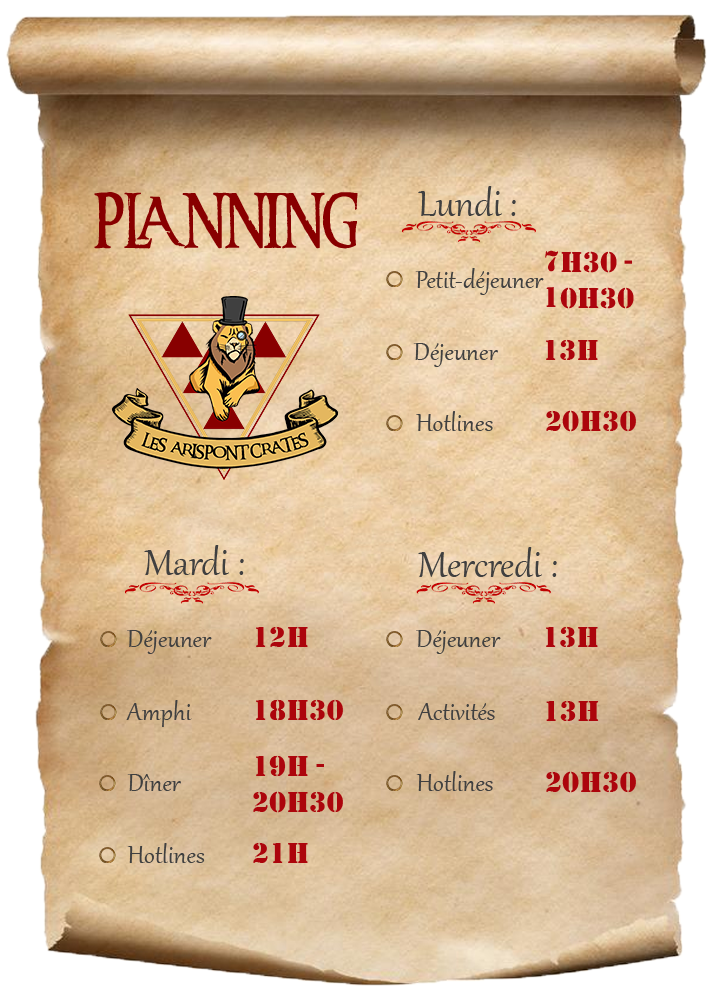 PLANNING
LES ARISPONT'CRATES
Lundi :
Petit-déjeuner 7H30 -
10H30
Déjeuner 13H
Hotlines 20H30
Mardi :
Déjeuner 12H
Amphi 18H30
Dîner 19H -
20H30
Hotlines 21H
Mercredi :
Déjeuner 13H
Activités 13H
Hotlines 20H30